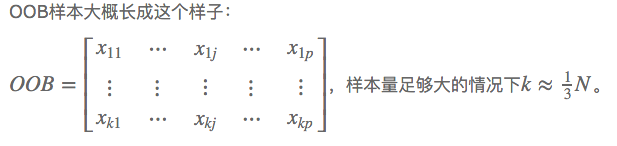 OOB样本大概长成这个样子：
x11 ⋯ x1j ⋯ x1p
OOB = ⋮ ⋮ ⋮ ⋮ ⋮ ，样本量足够大的情况下k ≈ 1/3 N。
xk1 ⋯ xkj ⋯ xkp